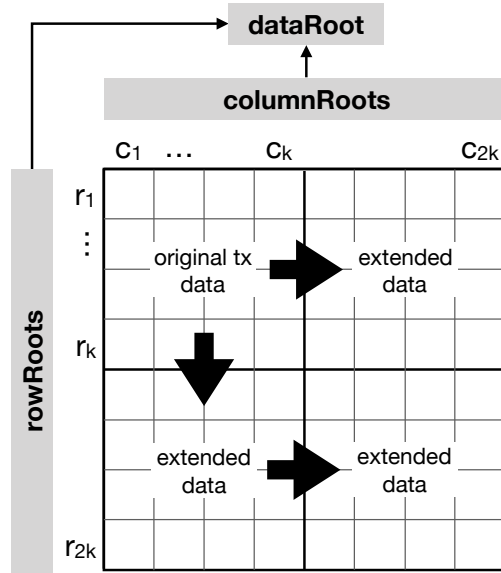 dataRoot
columnRoots
c1 ... ck c2k
rowRoots
r1
...
rk
r2k
original tx
data
extended
data
extended
data
extended
data